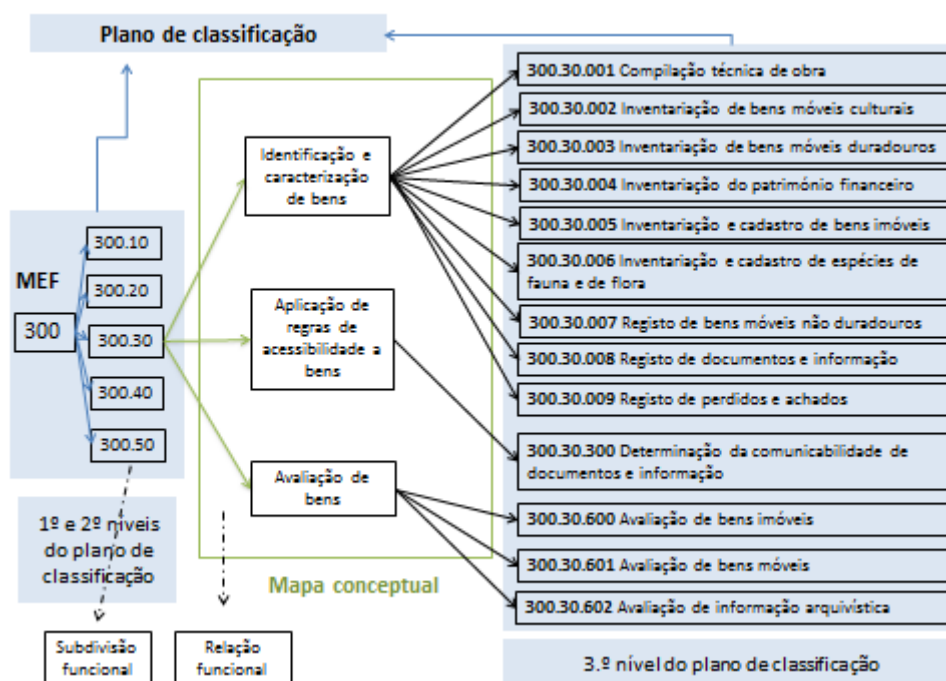 Plano de classificação
MEF
300
300.10
300.20
300.30
300.40
300.50
1º e 2º níveis
do plano de
classificação
Subdivisão
funcional
Relação
funcional
Identificação e
caracterização
de bens
Aplicação de
regras de
acessibilidade a
bens
Avaliação de
bens
Mapa conceptual
300.30.001 Compilação técnica de obra
300.30.002 Inventariação de bens móveis culturais
300.30.003 Inventariação de bens móveis duradouros
300.30.004 Inventariação do património financeiro
300.30.005 Inventariação e cadastro de bens imóveis
300.30.006 Inventariação e cadastro de espécies de
fauna e de flora
300.30.007 Registo de bens móveis não duradouros
300.30.008 Registo de documentos e informação
300.30.009 Registo de perdidos e achados
300.30.300 Determinação da comunicabilidade de
documentos e informação
300.30.600 Avaliação de bens imóveis
300.30.601 Avaliação de bens móveis
300.30.602 Avaliação de informação arquivística
3.º nível do plano de classificação